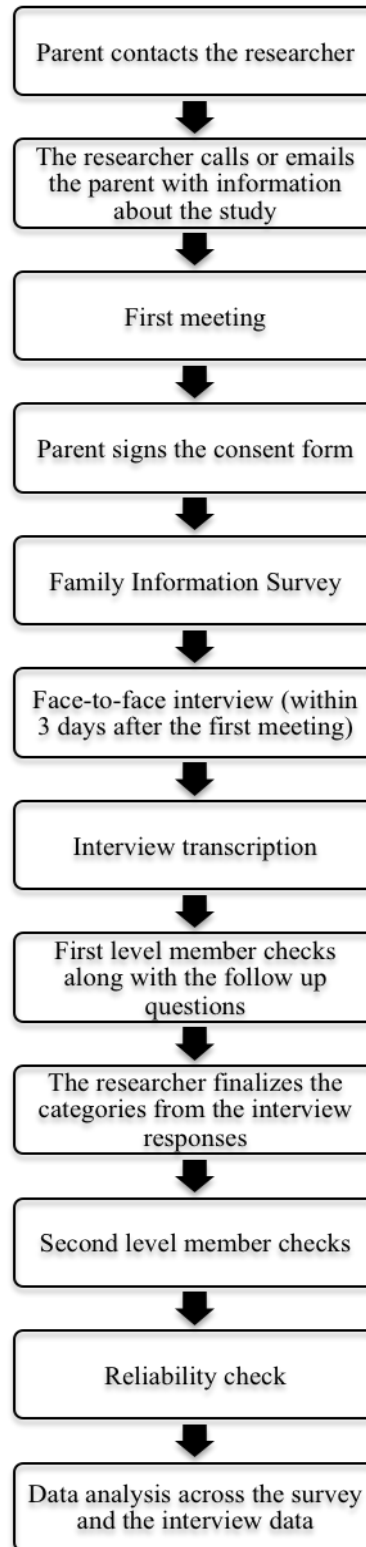 Parent contacts the researcher
The researcher calls or emails
the parent with information
about the study
First meeting
Parent signs the consent form
Family Information Survey
Face-to-face interview (within
3 days after the first meeting)
Interview transcription
First level member checks
along with the follow up
questions
The researcher finalizes the
categories from the interview
responses
Second level member checks
Reliability check
Data analysis across the survey
and the interview data